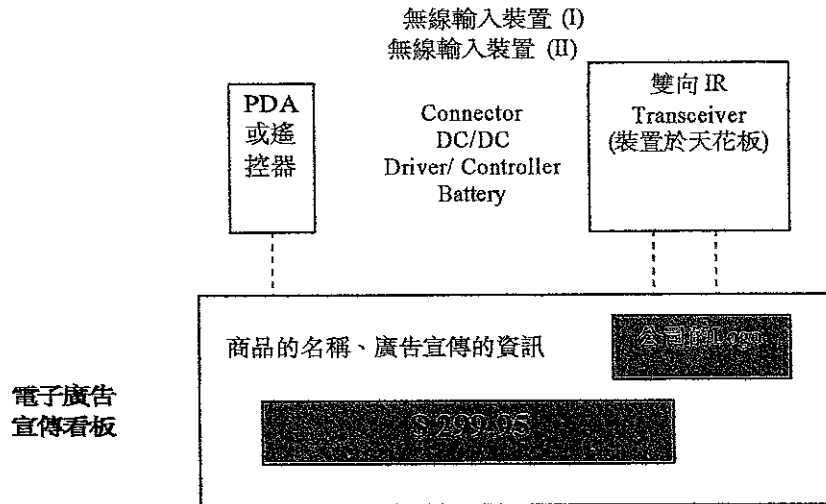 無線輸入裝置 (I)
無線輸入裝置 (II)
PDA
或遙
控器
Connector
DC/DC
Driver/ Controller
Battery
雙向 IR
Transceiver
(裝置於天花板)
商品的名稱、廣告宣傳的資訊
公司的Logo
電子廣告
宣傳看板
$ 299.95